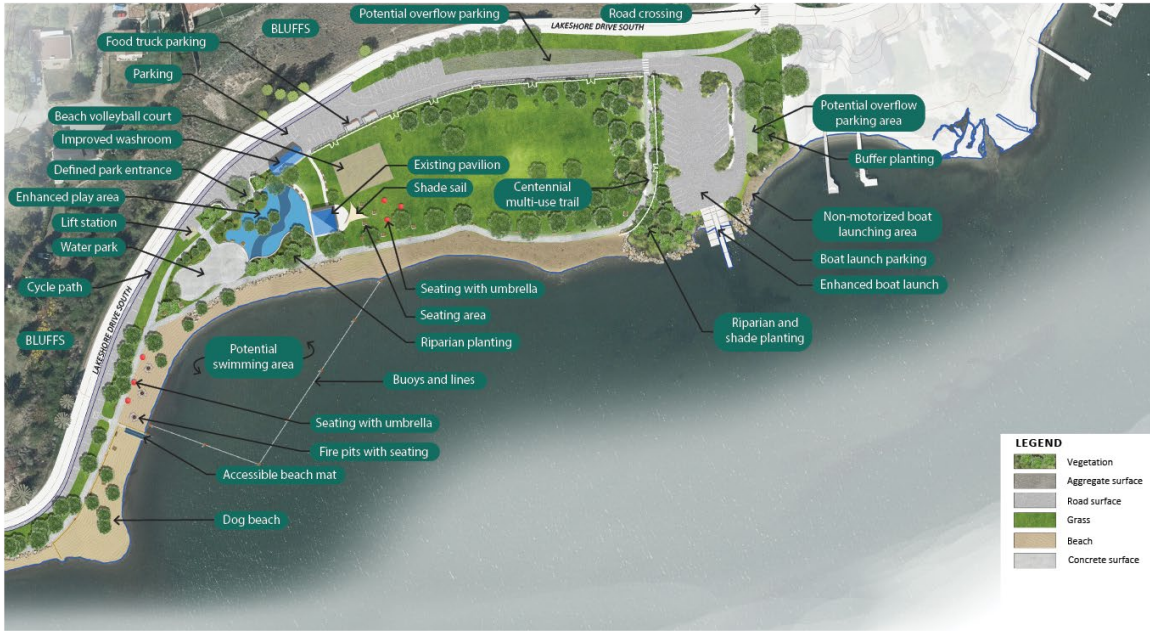 BLUFFS
Potential overflow parking
Road crossing
LAKESHORE DRIVE SOUTH
Food truck parking
Parking
Beach volleyball court
Improved washroom
Defined park entrance
Enhanced play area
Lift station
Water park
Cycle path
Existing pavilion
Shade sail
Centennial
multi-use trail
Potential overflow
parking area
Buffer planting
Non-motorized boat
launching area
Boat launch parking
Enhanced boat launch
Seating with umbrella
Seating area
Riparian planting
Riparian and
shade planting
LAKESHORE DRIVE SOUTH
BLUFFS
Potential
swimming area
Buoys and lines
Seating with umbrella
Fire pits with seating
Accessible beach mat
Dog beach
LEGEND
Vegetation
Aggregate surface
Road surface
Grass
Beach
Concrete surface